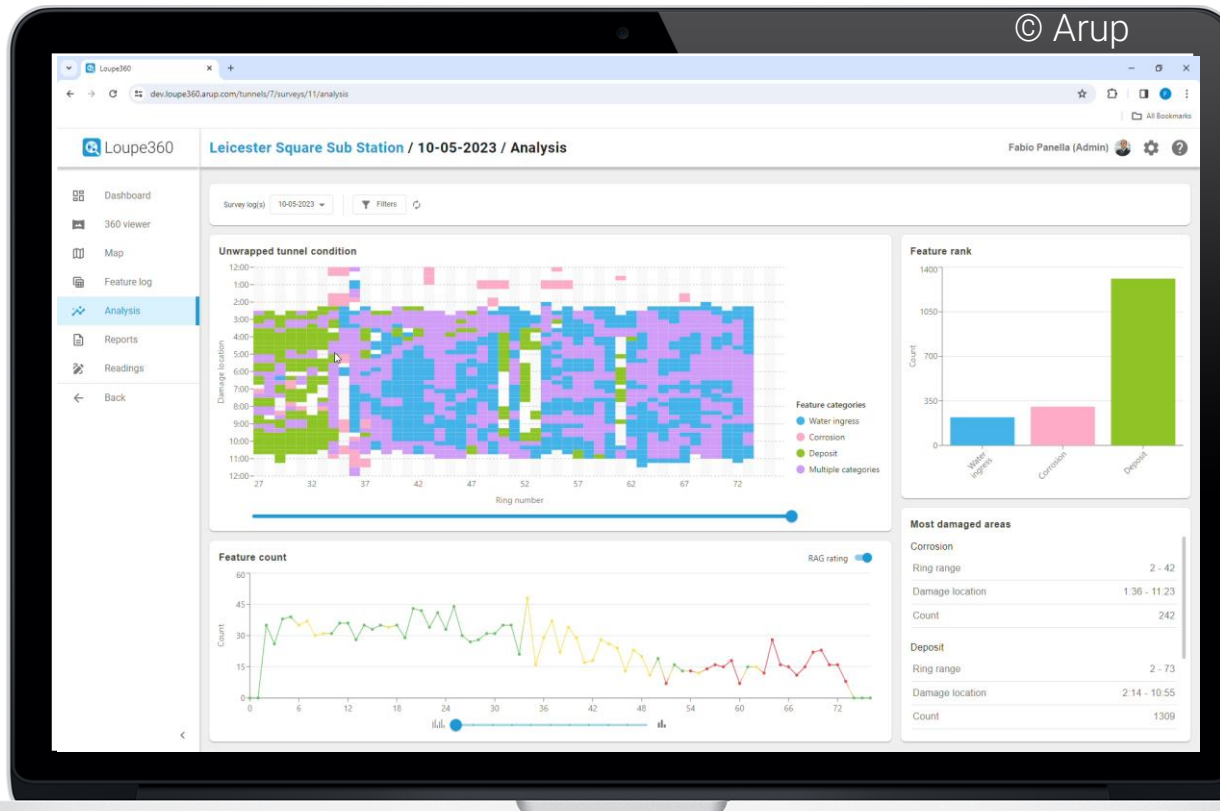 © Arup
Loupe360
dev.loupe360.arup.com/tunnels/7/surveys/11/analysis
All Bookmarks
Loupe360
Leicester Square Sub Station / 10-05-2023 / Analysis
Fabio Panella (Admin)
Dashboard
360 viewer
Map
Feature log
Analysis
Reports
Readings
Back
Survey log(s)
10-05-2023
Filters
Unwrapped tunnel condition
12:00
1:00
2:00
3:00
4:00
5:00
6:00
7:00
8:00
9:00
10:00
11:00
12:00
Damage location
27 32 37 42 47 52 57 62 67 72
Ring number
Feature categories
Water ingress
Corrosion
Deposit
Multiple categories
Feature rank
1400
1050
700
350
0
Count
Water ingress
Corrosion
Deposit
Feature count
RAG rating
60
45
30
15
0
Count
0 6 12 18 24 30 36 42 48 54 60 66 72
Most damaged areas
Corrosion
Ring range 2 - 42
Damage location 1:36 - 11:23
Count 242
Deposit
Ring range 2 - 73
Damage location 2:14 - 10:55
Count 1309